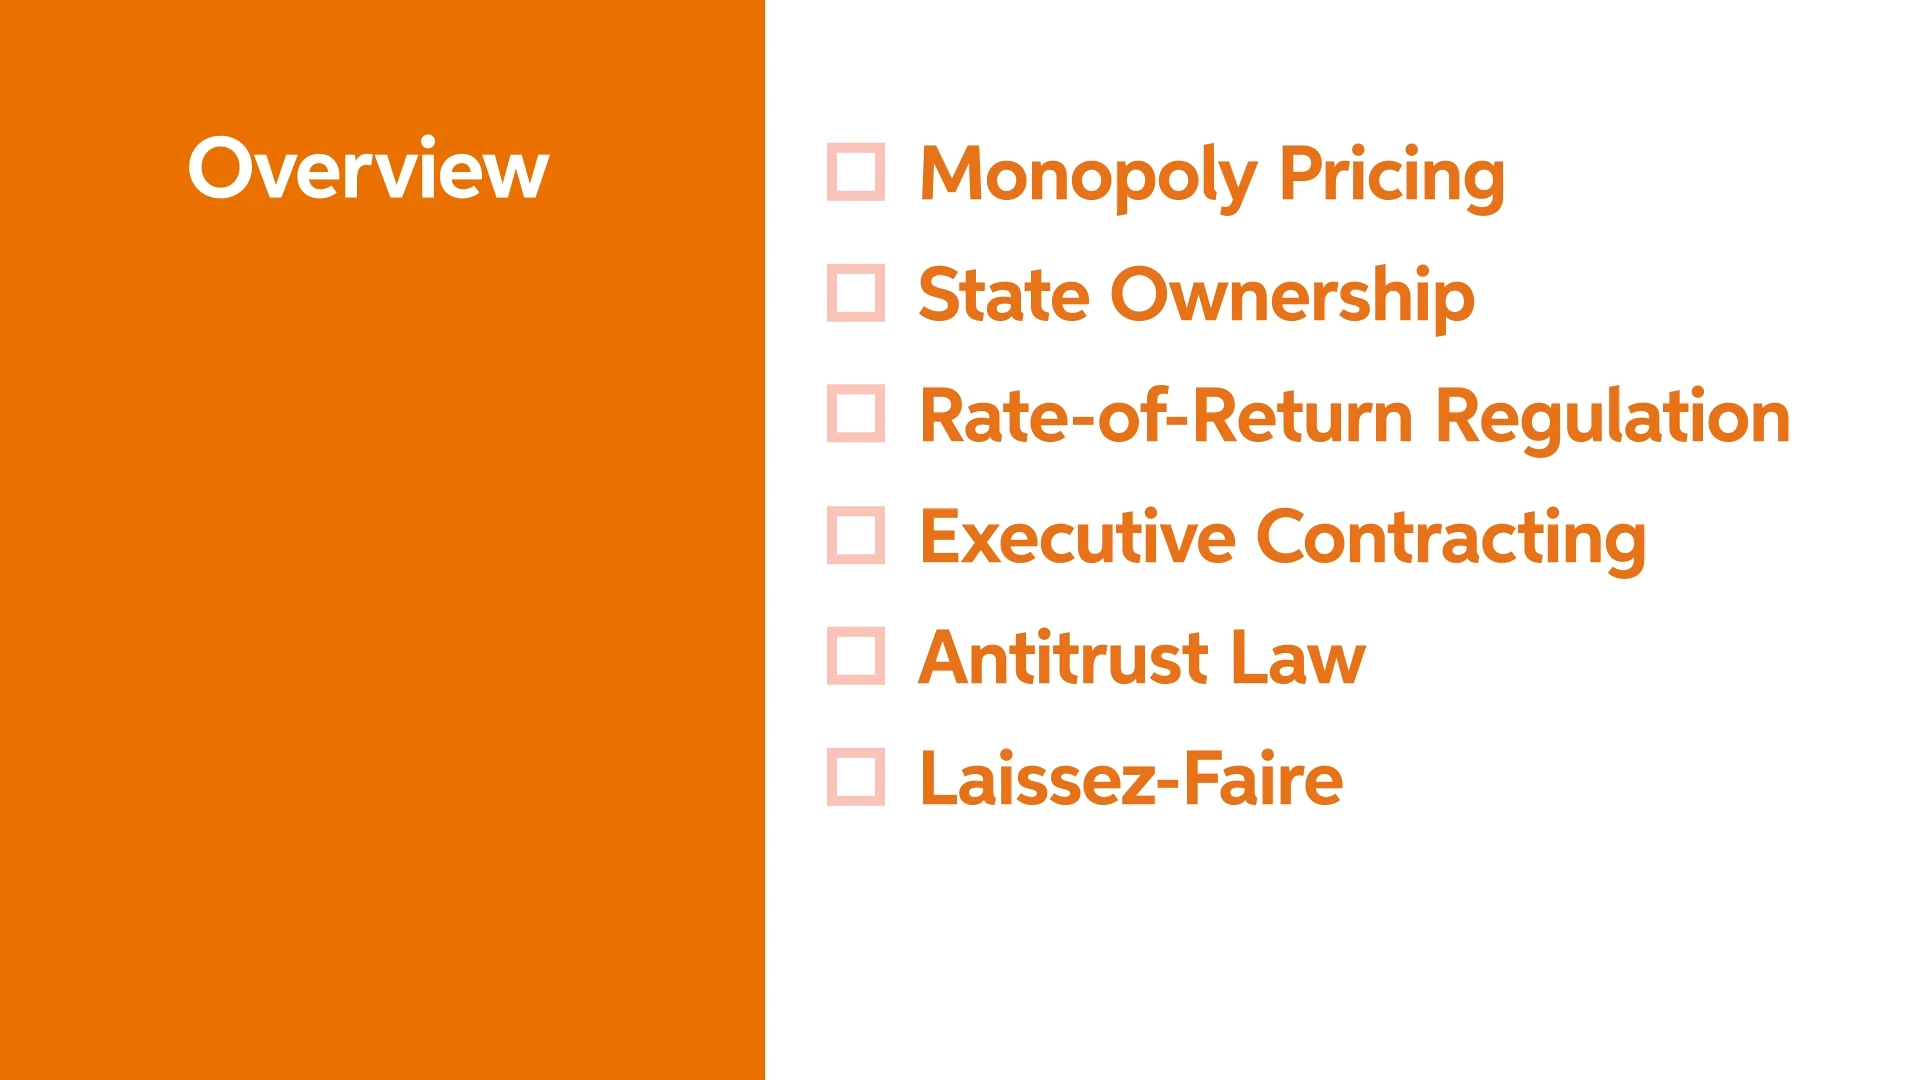 Overview
Monopoly Pricing
State Ownership
Rate-of-Return Regulation
Executive Contracting
Antitrust Law
Laissez-Faire